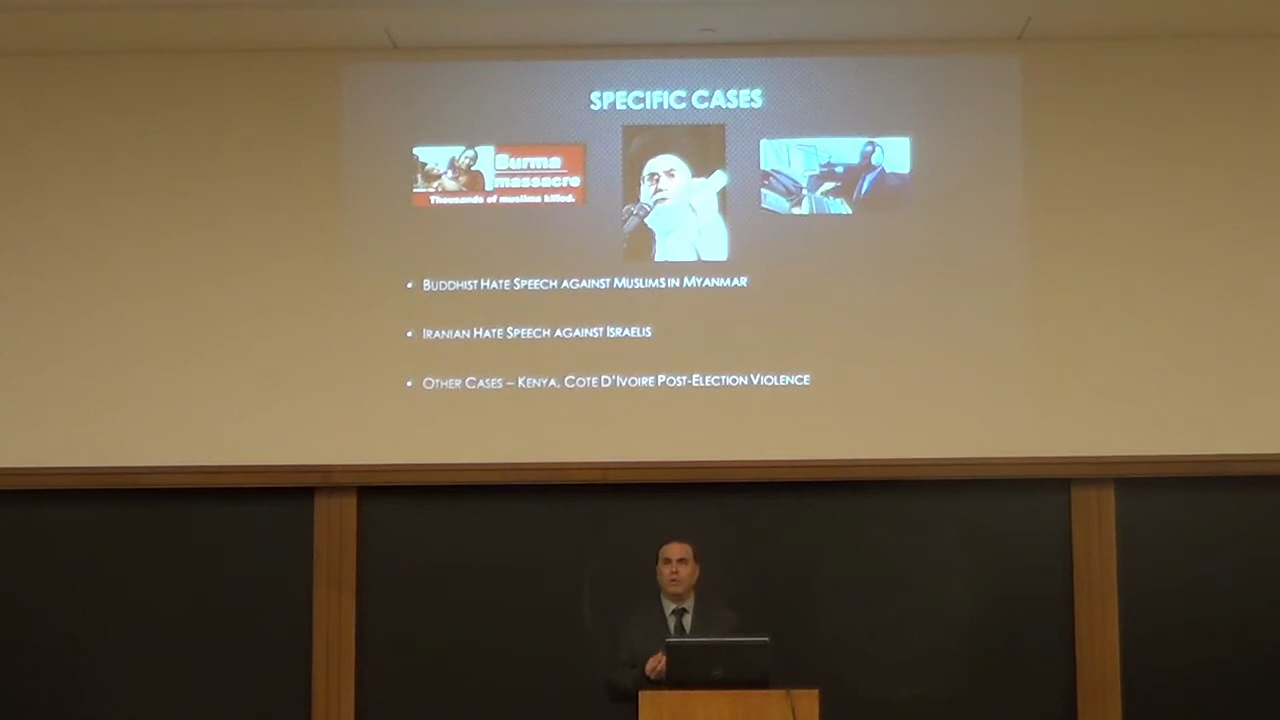 SPECIFIC CASES
Burma
massacre
Thousands of muslims killed.
• BUDDHIST HATE SPEECH AGAINST MUSLIMS IN MYANMAR
• IRANIAN HATE SPEECH AGAINST ISRAELIS
• OTHER CASES – KENYA, COTE D'IVOIRE POST-ELECTION VIOLENCE